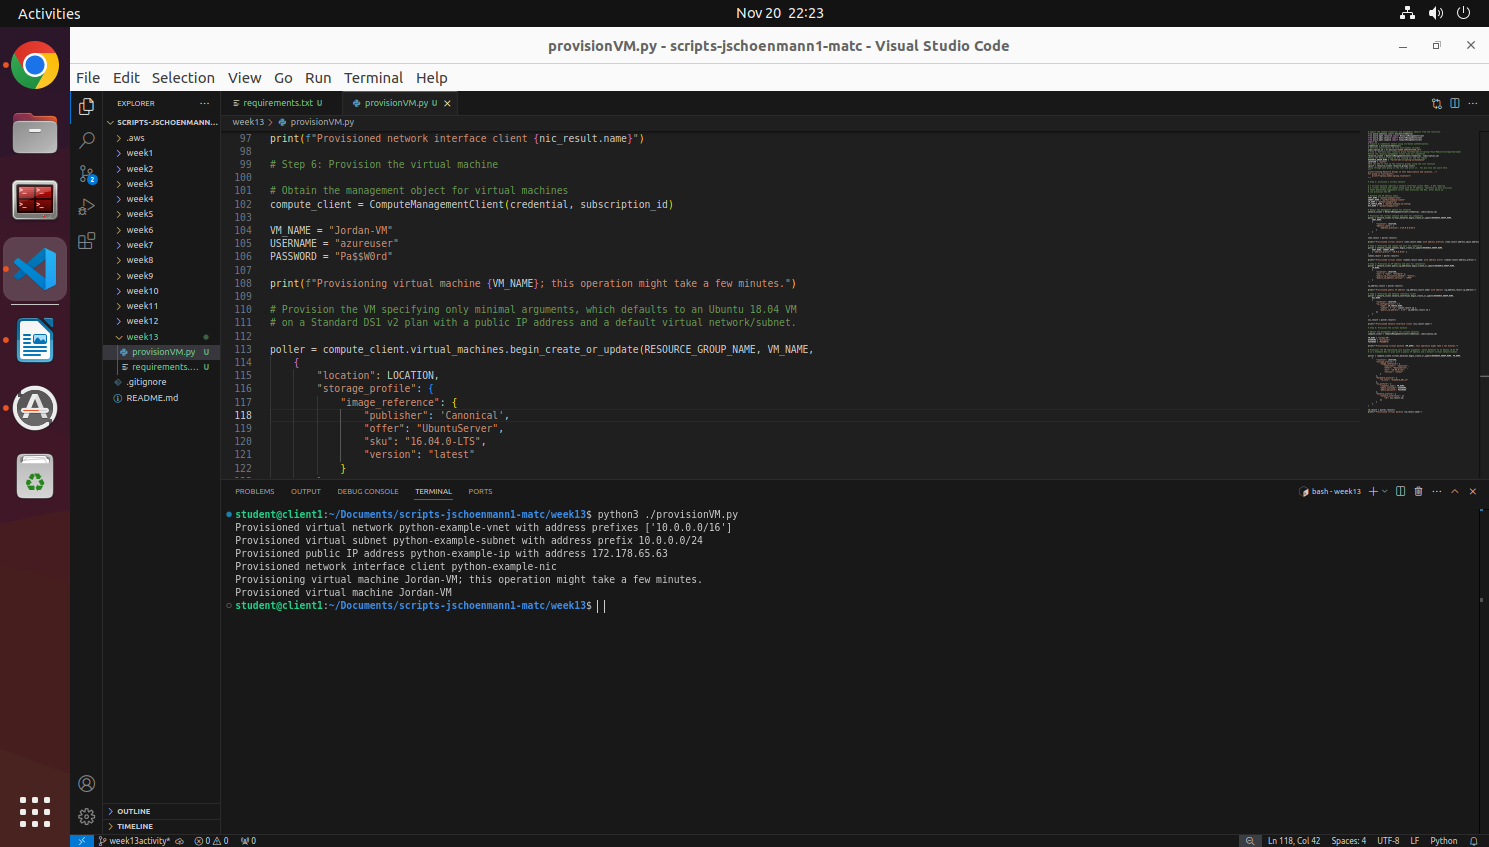 Activities
Nov 20 22:23
provisionVM.py - scripts-jschoenmann1-matc - Visual Studio Code
File Edit Selection View Go Run Terminal Help
EXPLORER
requirements.txt U
provisionVM.py U
SCRIPTS-JSCHOENMANN...
week13 > provisionVM.py
.aws
week1
week2
week3
week4
week5
week6
week7
week8
week9
week10
week11
week12
week13
provisionVM.py U
requirements.... U
.gitignore
README.md
OUTLINE
TIMELINE
2
97 print(f"Provisioned network interface client {nic_result.name}")
98
99 # Step 6: Provision the virtual machine
100
101 # Obtain the management object for virtual machines
102 compute_client = ComputeManagementClient(credential, subscription_id)
103
104 VM_NAME = "Jordan-VM"
105 USERNAME = "azureuser"
106 PASSWORD = "Pa$$W0rd"
107
108 print(f"Provisioning virtual machine {VM_NAME}; this operation might take a few minutes.")
109
110 # Provision the VM specifying only minimal arguments, which defaults to an Ubuntu 18.04 VM
111 # on a Standard DS1 v2 plan with a public IP address and a default virtual network/subnet.
112
113 poller = compute_client.virtual_machines.begin_create_or_update(RESOURCE_GROUP_NAME, VM_NAME,
114 {
115 "location": LOCATION,
116 "storage_profile": {
117 "image_reference": {
118 "publisher": 'Canonical',
119 "offer": "UbuntuServer",
120 "sku": "16.04.0-LTS",
121 "version": "latest"
122 }
PROBLEMS OUTPUT DEBUG CONSOLE TERMINAL PORTS
bash - week13
student@client1:~/Documents/scripts-jschoenmann1-matc/week13$ python3 ./provisionVM.py
Provisioned virtual network python-example-vnet with address prefixes ['10.0.0.0/16']
Provisioned virtual subnet python-example-subnet with address prefix 10.0.0.0/24
Provisioned public IP address python-example-ip with address 172.178.65.63
Provisioned network interface client python-example-nic
Provisioning virtual machine Jordan-VM; this operation might take a few minutes.
Provisioned virtual machine Jordan-VM
student@client1:~/Documents/scripts-jschoenmann1-matc/week13$
week13activity* 0 0 0
Ln 118, Col 42 Spaces: 4 UTF-8 LF Python